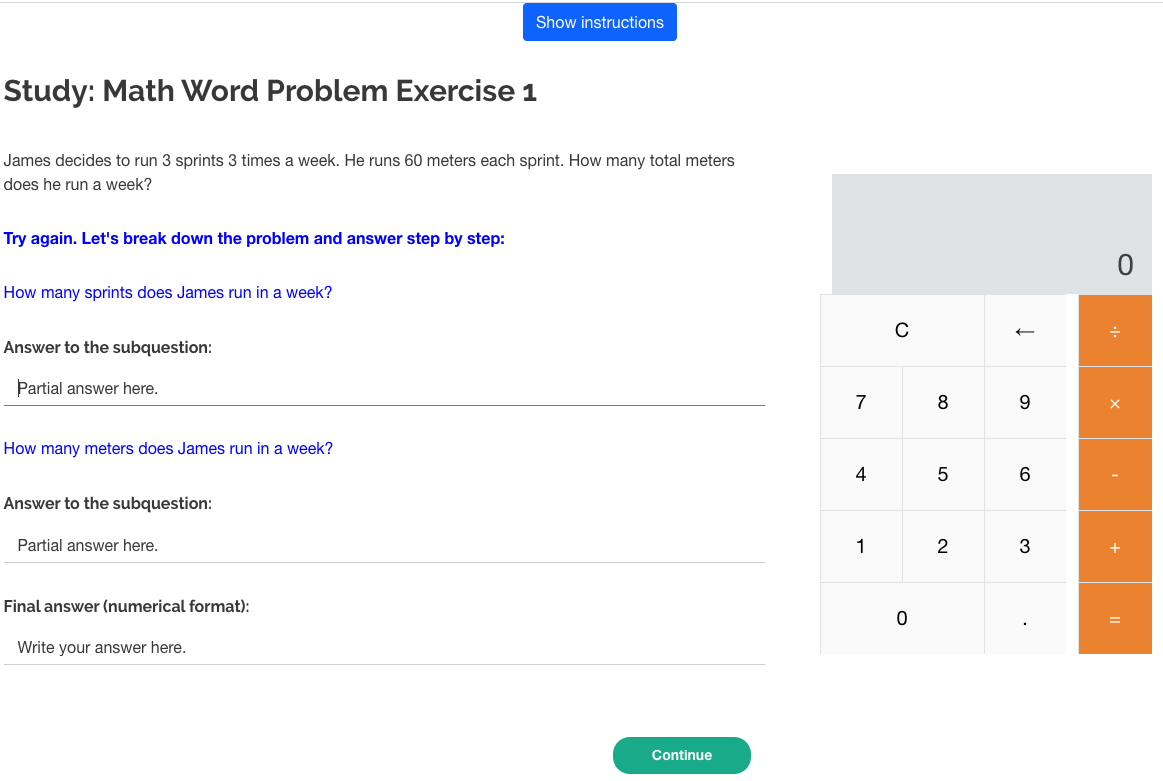 Show instructions
Study: Math Word Problem Exercise 1
James decides to run 3 sprints 3 times a week. He runs 60 meters each sprint. How many total meters
does he run a week?
Try again. Let's break down the problem and answer step by step:
How many sprints does James run in a week?
Answer to the subquestion:
Partial answer here.
How many meters does James run in a week?
Answer to the subquestion:
Partial answer here.
Final answer (numerical format):
Write your answer here.
Continue
0
C ← ÷
7 8 9 ×
4 5 6 -
1 2 3 +
0 . =